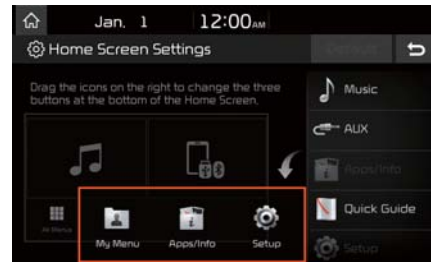 Jan. 1 12:00 AM
Home Screen Settings
Default
Drag the icons on the right to change the three
buttons at the bottom of the Home Screen.
Music
AUX
Apps/Info
Quick Guide
Setup
All Menus
My Menu
Apps/Info
Setup